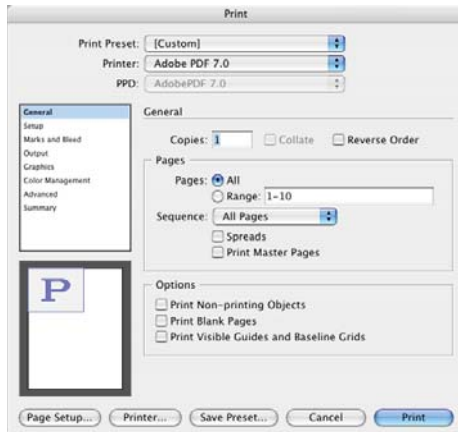 Print
Print Preset: [Custom]
Printer: Adobe PDF 7.0
PPD: AdobePDF 7.0
General
Setup
Marks and Bleed
Output
Graphics
Color Management
Advanced
Summary
General
Copies: 1 Collate Reverse Order
Pages
Pages: All
Range: 1-10
Sequence: All Pages
Spreads
Print Master Pages
P
Options
Print Non-printing Objects
Print Blank Pages
Print Visible Guides and Baseline Grids
Page Setup... Printer... Save Preset... Cancel Print